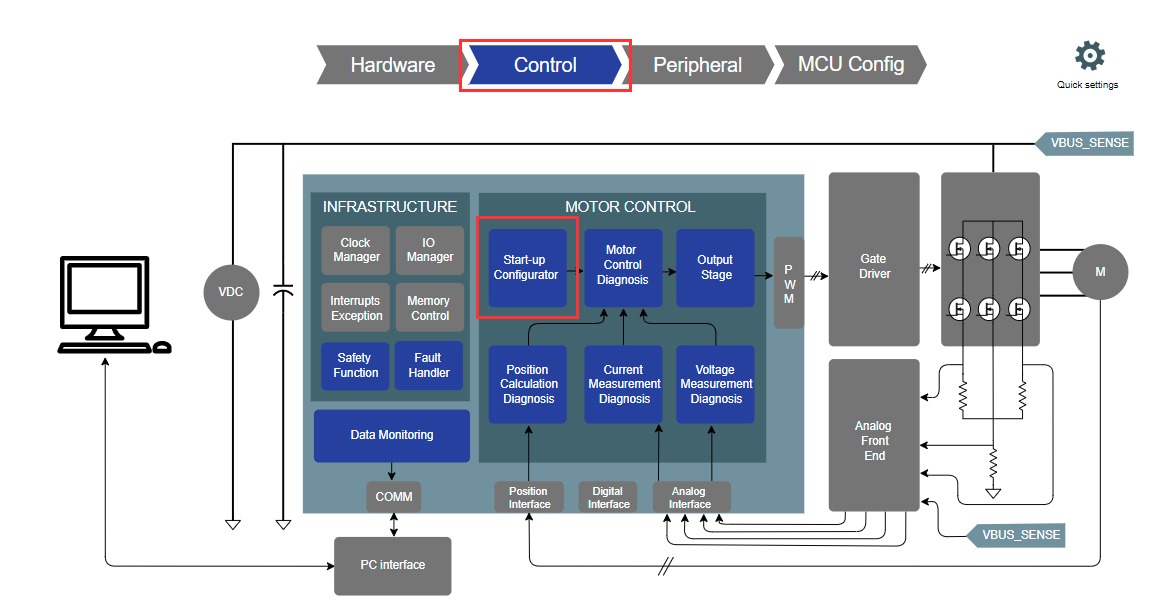 Hardware
Control
Peripheral
MCU Config
Quick settings
VBUS_SENSE
INFRASTRUCTURE
MOTOR CONTROL
Clock
Manager
IO
Manager
Interrupts
Exception
Memory
Control
Safety
Function
Fault
Handler
Data Monitoring
COMM
PC interface
VDC
Start-up
Configurator
Motor
Control
Diagnosis
Output
Stage
Position
Calculation
Diagnosis
Current
Measurement
Diagnosis
Voltage
Measurement
Diagnosis
Position
Interface
Digital
Interface
Analog
Interface
P
W
M
Gate
Driver
M
Analog
Front
End
VBUS_SENSE